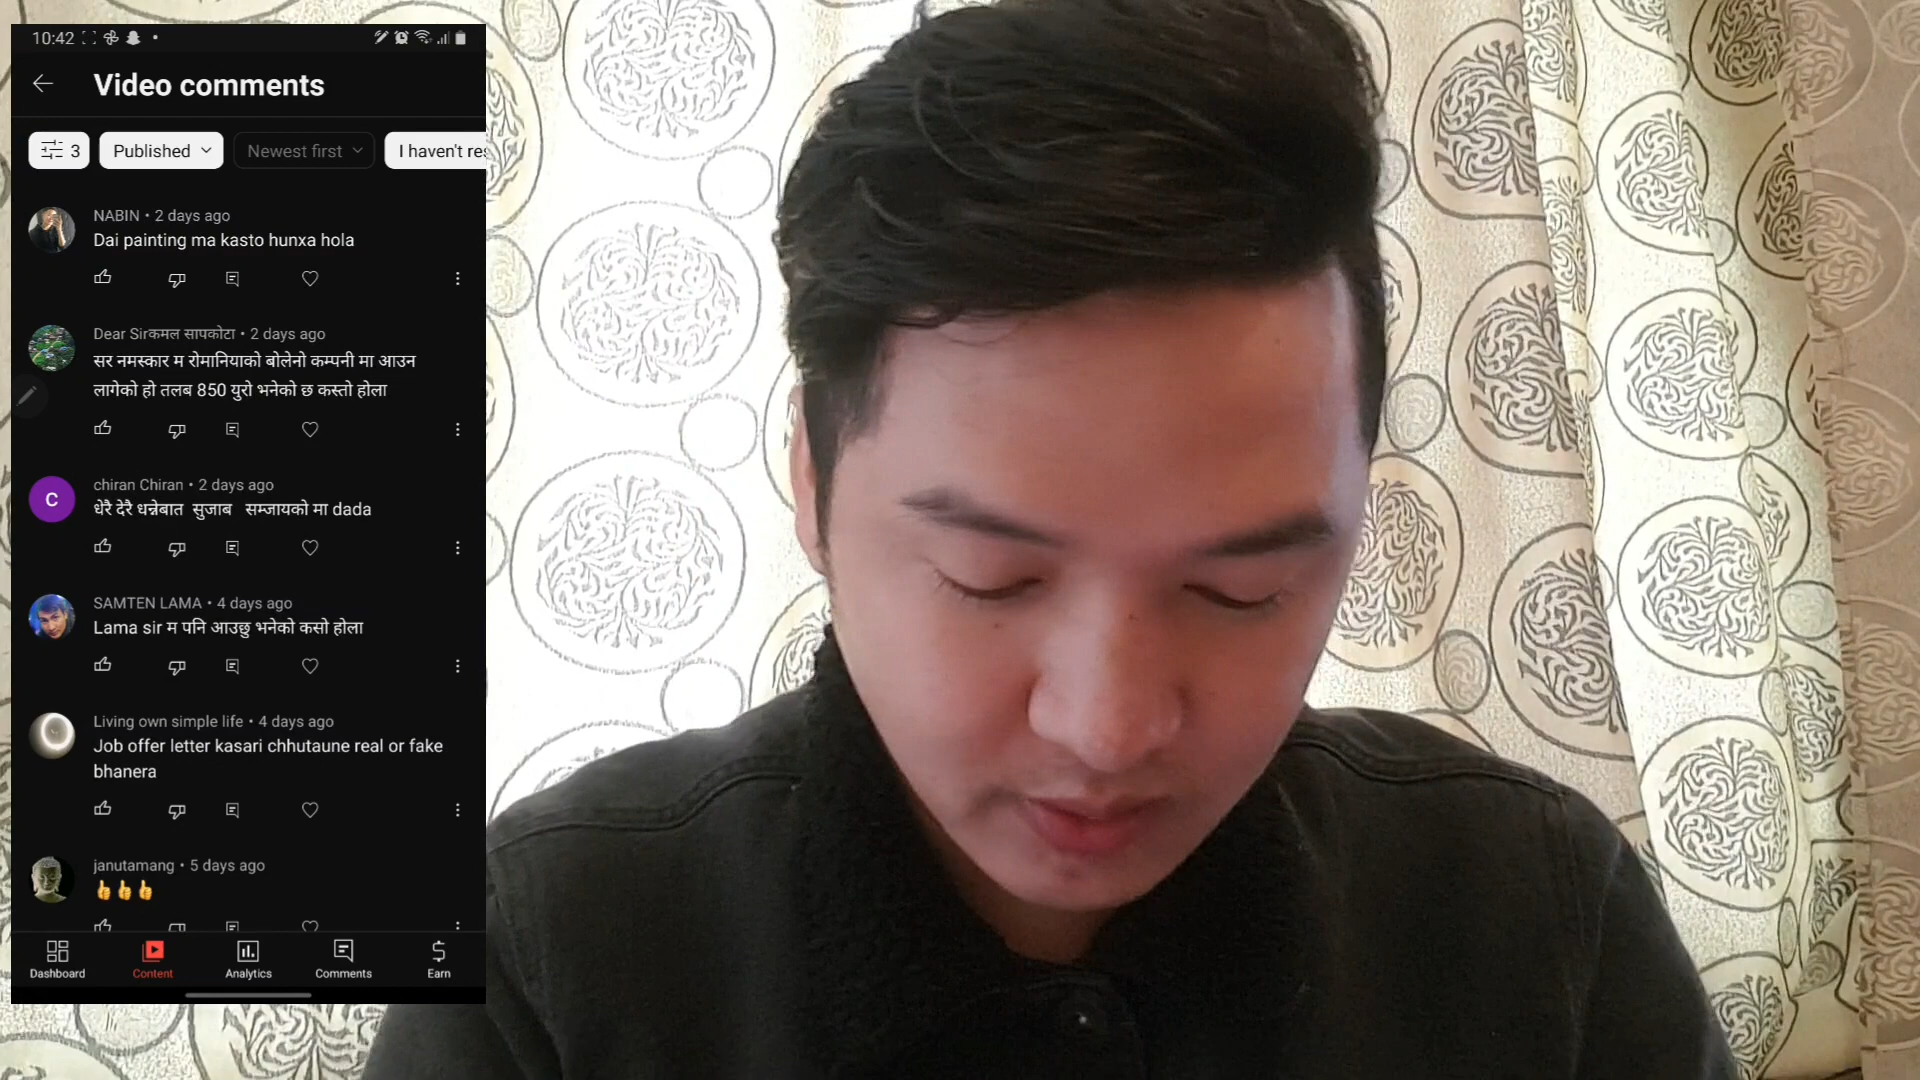 10:42
Video comments
3 Published Newest first I haven't res
NABIN • 2 days ago
Dai painting ma kasto hunxa hola
Dear Sirकमल सापकोटा • 2 days ago
सर नमस्कार म रोमानियाको बोलेनो कम्पनी मा आउन
लागेको हो तलब 850 युरो भनेको छ कस्तो होला
C
chiran Chiran • 2 days ago
धेरै देरै धन्नेबात सुजाब सम्जायको मा dada
SAMTEN LAMA • 4 days ago
Lama sir म पनि आउछु भनेको कसो होला
Living own simple life • 4 days ago
Job offer letter kasari chhutaune real or fake
bhanera
janutamang • 5 days ago
👍👍👍
Dashboard Content Analytics Comments Earn